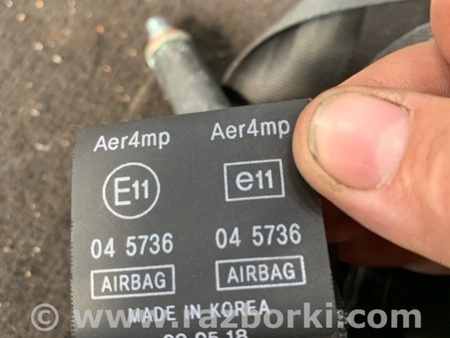 Aer4mp Aer4mp
E11 e11
04 5736 04 5736
AIRBAG AIRBAG
MADE IN KOREA
www.razborki.com